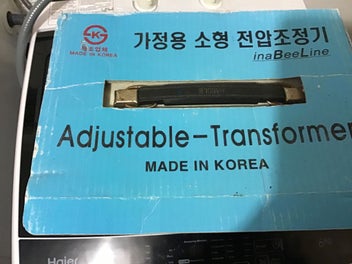 가정용 소형 전압조정기
inaBeeLine
MADE IN KOREA
Adjustable-Transformer
MADE IN KOREA
Haier